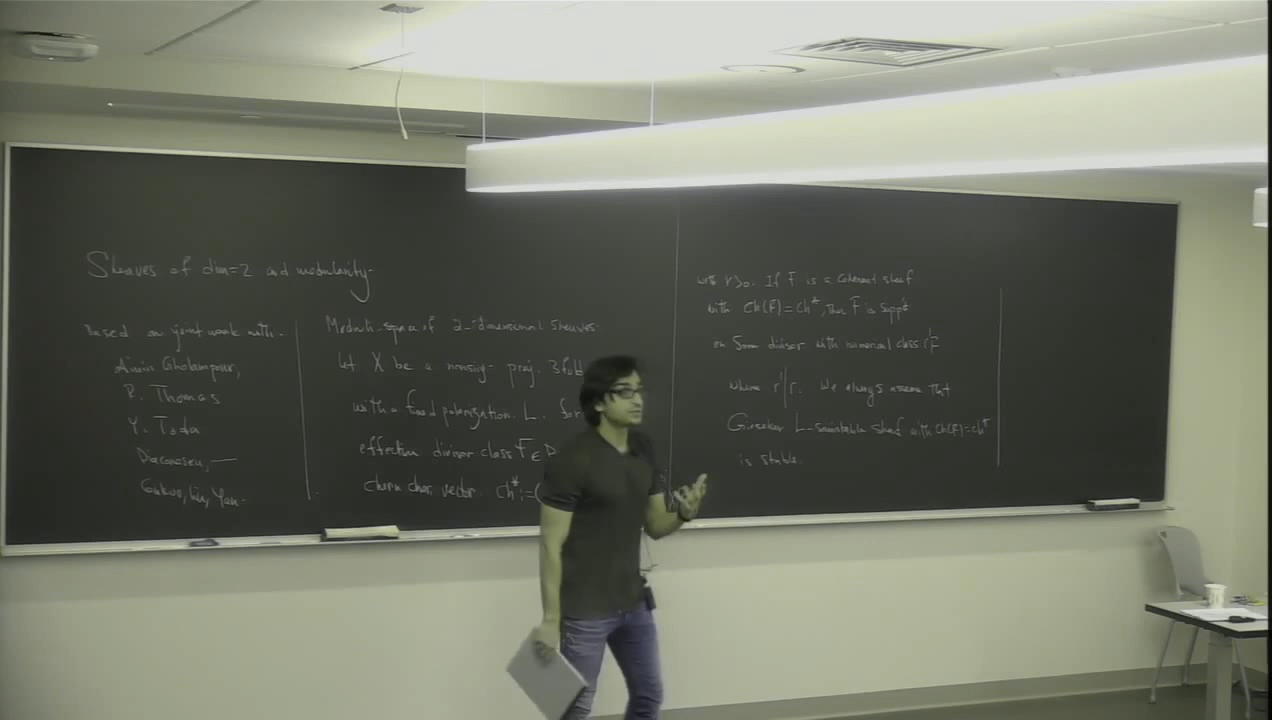 Sheaves of dim=2 and modularity.
Based on joint work with.
Amin Gholampour,
R. Thomas
Y. Toda
Diaconescu, —
Gukov, Liu, Yau.
Moduli space of 2-dimensional sheaves:
Let X be a nonsing. proj. 3fold
with a fixed polarization L. for
effective divisor class F ∈
chern char. vector. ch* :=(
with r>0. If F is a coherent sheaf
with Ch(F)=Ch*, then F is supp't
on Some divisor with numerical class: r'F
where r'|r. We always assume that
Gieseker L-semistable sheaf with Ch(F)=ch*
is stable.